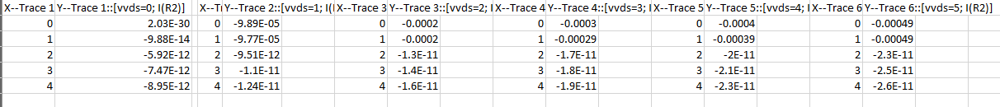 X--Trace 1 Y--Trace 1::[vvds=0; I(R2)] X--T Y--Trace 2::[vvds=1; I(R X--Trace 3 Y--Trace 3::[vvds=2; I X--Trace 4 Y--Trace 4::[vvds=3; I X--Trace 5 Y--Trace 5::[vvds=4; I X--Trace 6 Y--Trace 6::[vvds=5; I(R2)]
0 2.03E-30 0 -9.89E-05 0 -0.0002 0 -0.0003 0 -0.0004 0 -0.00049
1 -9.88E-14 1 -9.77E-05 1 -0.0002 1 -0.00029 1 -0.00039 1 -0.00049
2 -5.92E-12 2 -9.51E-12 2 -1.3E-11 2 -1.7E-11 2 -2E-11 2 -2.3E-11
3 -7.47E-12 3 -1.1E-11 3 -1.4E-11 3 -1.8E-11 3 -2.1E-11 3 -2.5E-11
4 -8.95E-12 4 -1.24E-11 4 -1.6E-11 4 -1.9E-11 4 -2.3E-11 4 -2.6E-11